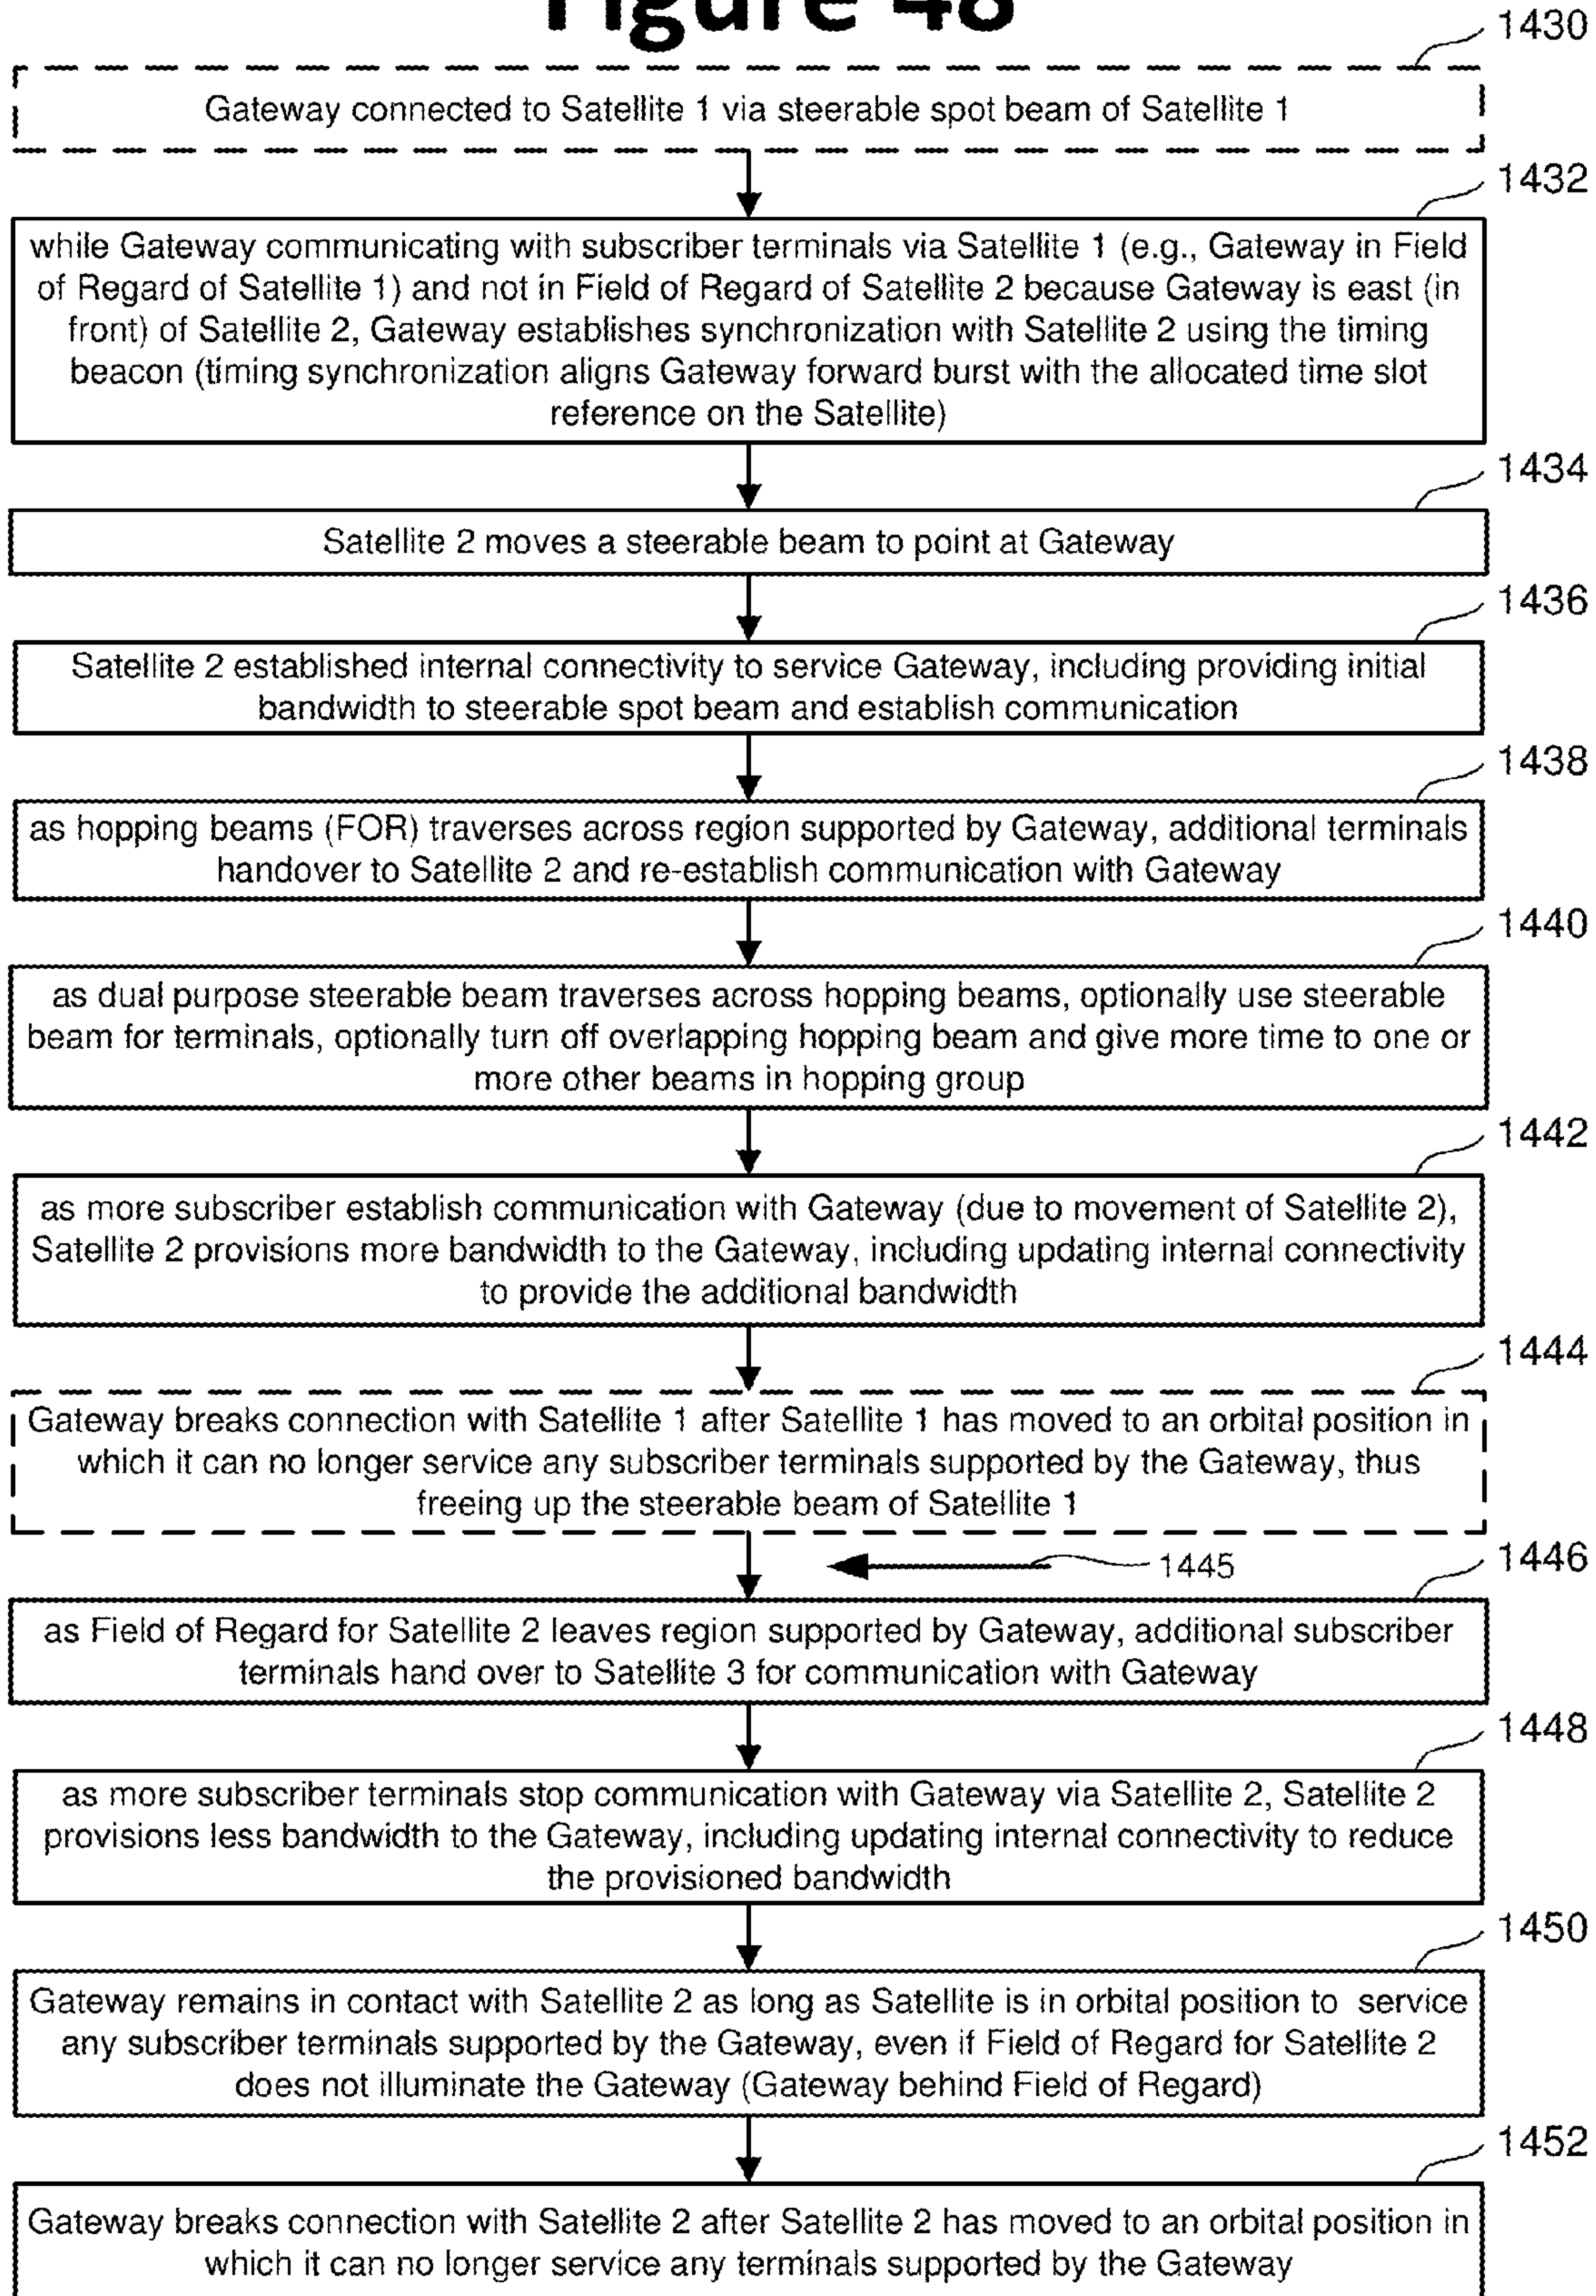 Figure 48
1430
Gateway connected to Satellite 1 via steerable spot beam of Satellite 1
1432
while Gateway communicating with subscriber terminals via Satellite 1 (e.g., Gateway in Field
of Regard of Satellite 1) and not in Field of Regard of Satellite 2 because Gateway is east (in
front) of Satellite 2, Gateway establishes synchronization with Satellite 2 using the timing
beacon (timing synchronization aligns Gateway forward burst with the allocated time slot
reference on the Satellite)
1434
Satellite 2 moves a steerable beam to point at Gateway
1436
Satellite 2 established internal connectivity to service Gateway, including providing initial
bandwidth to steerable spot beam and establish communication
1438
as hopping beams (FOR) traverses across region supported by Gateway, additional terminals
handover to Satellite 2 and re-establish communication with Gateway
1440
as dual purpose steerable beam traverses across hopping beams, optionally use steerable
beam for terminals, optionally turn off overlapping hopping beam and give more time to one or
more other beams in hopping group
1442
as more subscriber establish communication with Gateway (due to movement of Satellite 2),
Satellite 2 provisions more bandwidth to the Gateway, including updating internal connectivity
to provide the additional bandwidth
1444
Gateway breaks connection with Satellite 1 after Satellite 1 has moved to an orbital position in
which it can no longer service any subscriber terminals supported by the Gateway, thus
freeing up the steerable beam of Satellite 1
1445
1446
as Field of Regard for Satellite 2 leaves region supported by Gateway, additional subscriber
terminals hand over to Satellite 3 for communication with Gateway
1448
as more subscriber terminals stop communication with Gateway via Satellite 2, Satellite 2
provisions less bandwidth to the Gateway, including updating internal connectivity to reduce
the provisioned bandwidth
1450
Gateway remains in contact with Satellite 2 as long as Satellite is in orbital position to service
any subscriber terminals supported by the Gateway, even if Field of Regard for Satellite 2
does not illuminate the Gateway (Gateway behind Field of Regard)
1452
Gateway breaks connection with Satellite 2 after Satellite 2 has moved to an orbital position in
which it can no longer service any terminals supported by the Gateway